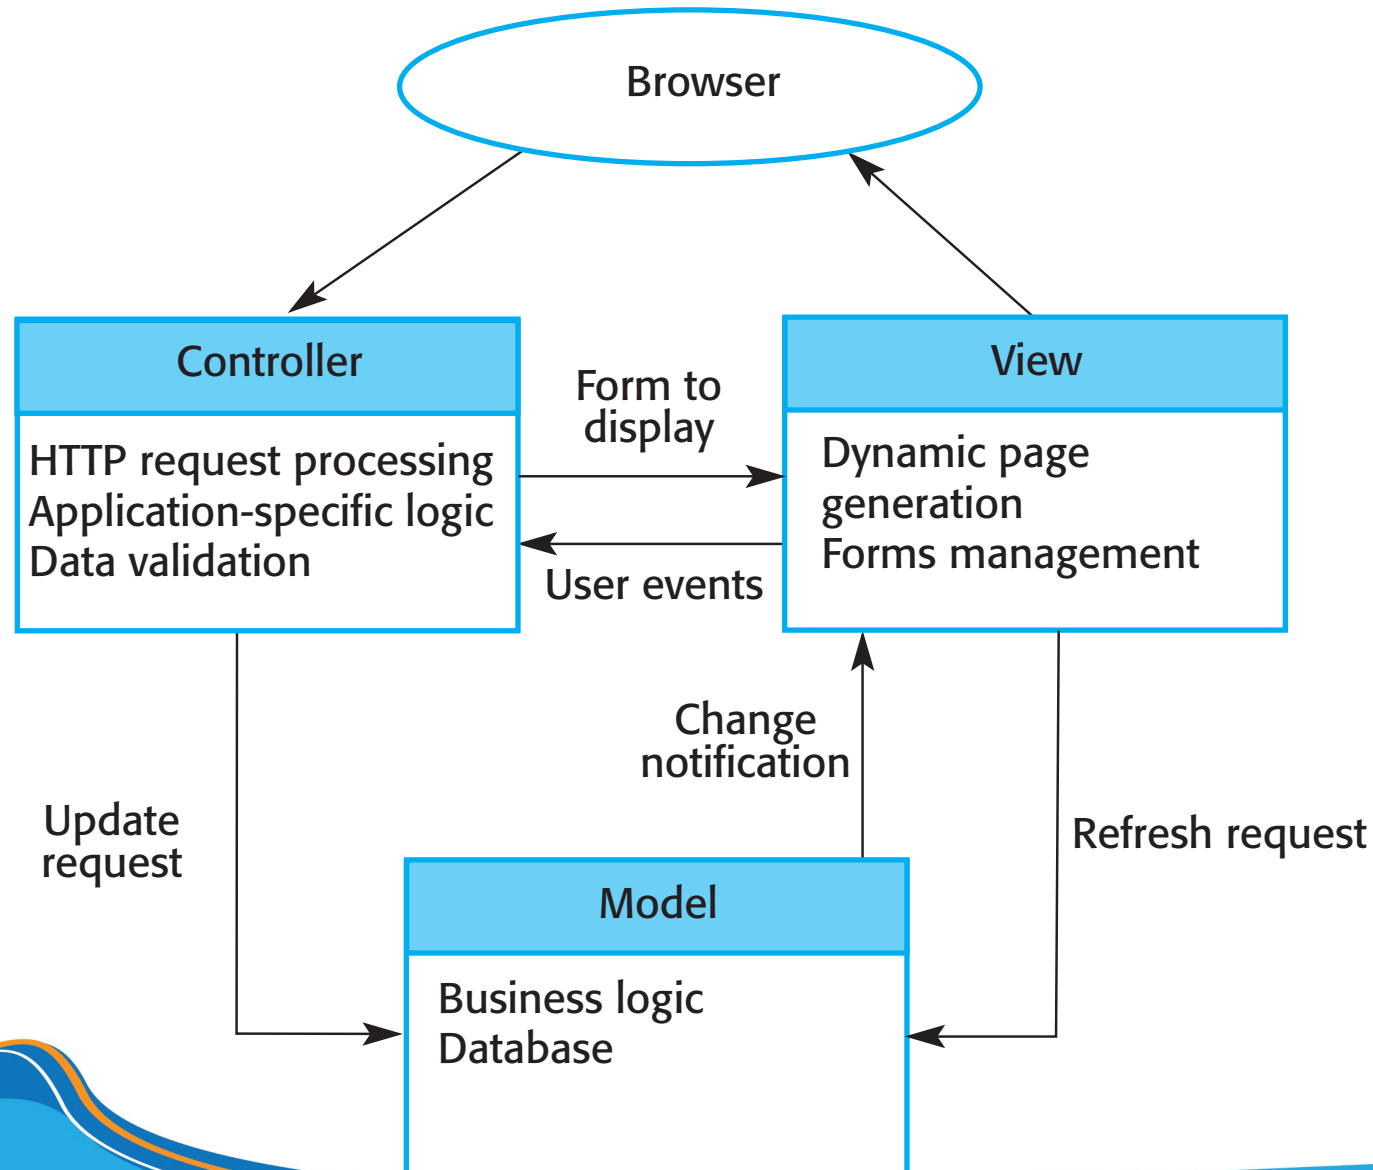 Browser
Controller
HTTP request processing
Application-specific logic
Data validation
Form to
display
User events
View
Dynamic page
generation
Forms management
Change
notification
Update
request
Refresh request
Model
Business logic
Database